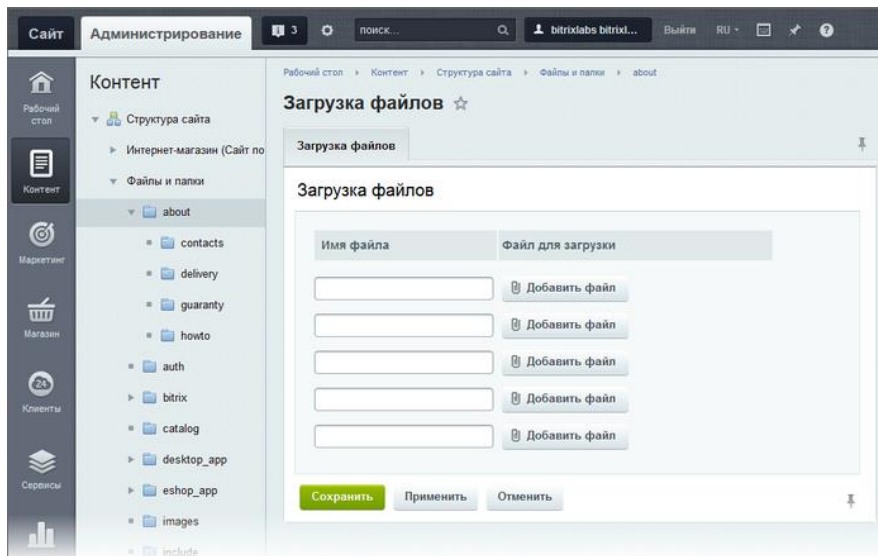 Сайт
Администрирование
3
поиск...
bitrixlabs bitrixl...
Выйти
RU
?
Рабочий стол
Контент
Маркетинг
Магазин
24
Клиенты
Сервисы
Контент
Структура сайта
Интернет-магазин (Сайт по
Файлы и папки
about
contacts
delivery
guaranty
howto
auth
bitrix
catalog
desktop_app
eshop_app
images
include
Рабочий стол
Контент
Структура сайта
Файлы и папки
about
Загрузка файлов
Загрузка файлов
Загрузка файлов
Имя файла
Файл для загрузки
Добавить файл
Добавить файл
Добавить файл
Добавить файл
Добавить файл
Сохранить
Применить
Отменить